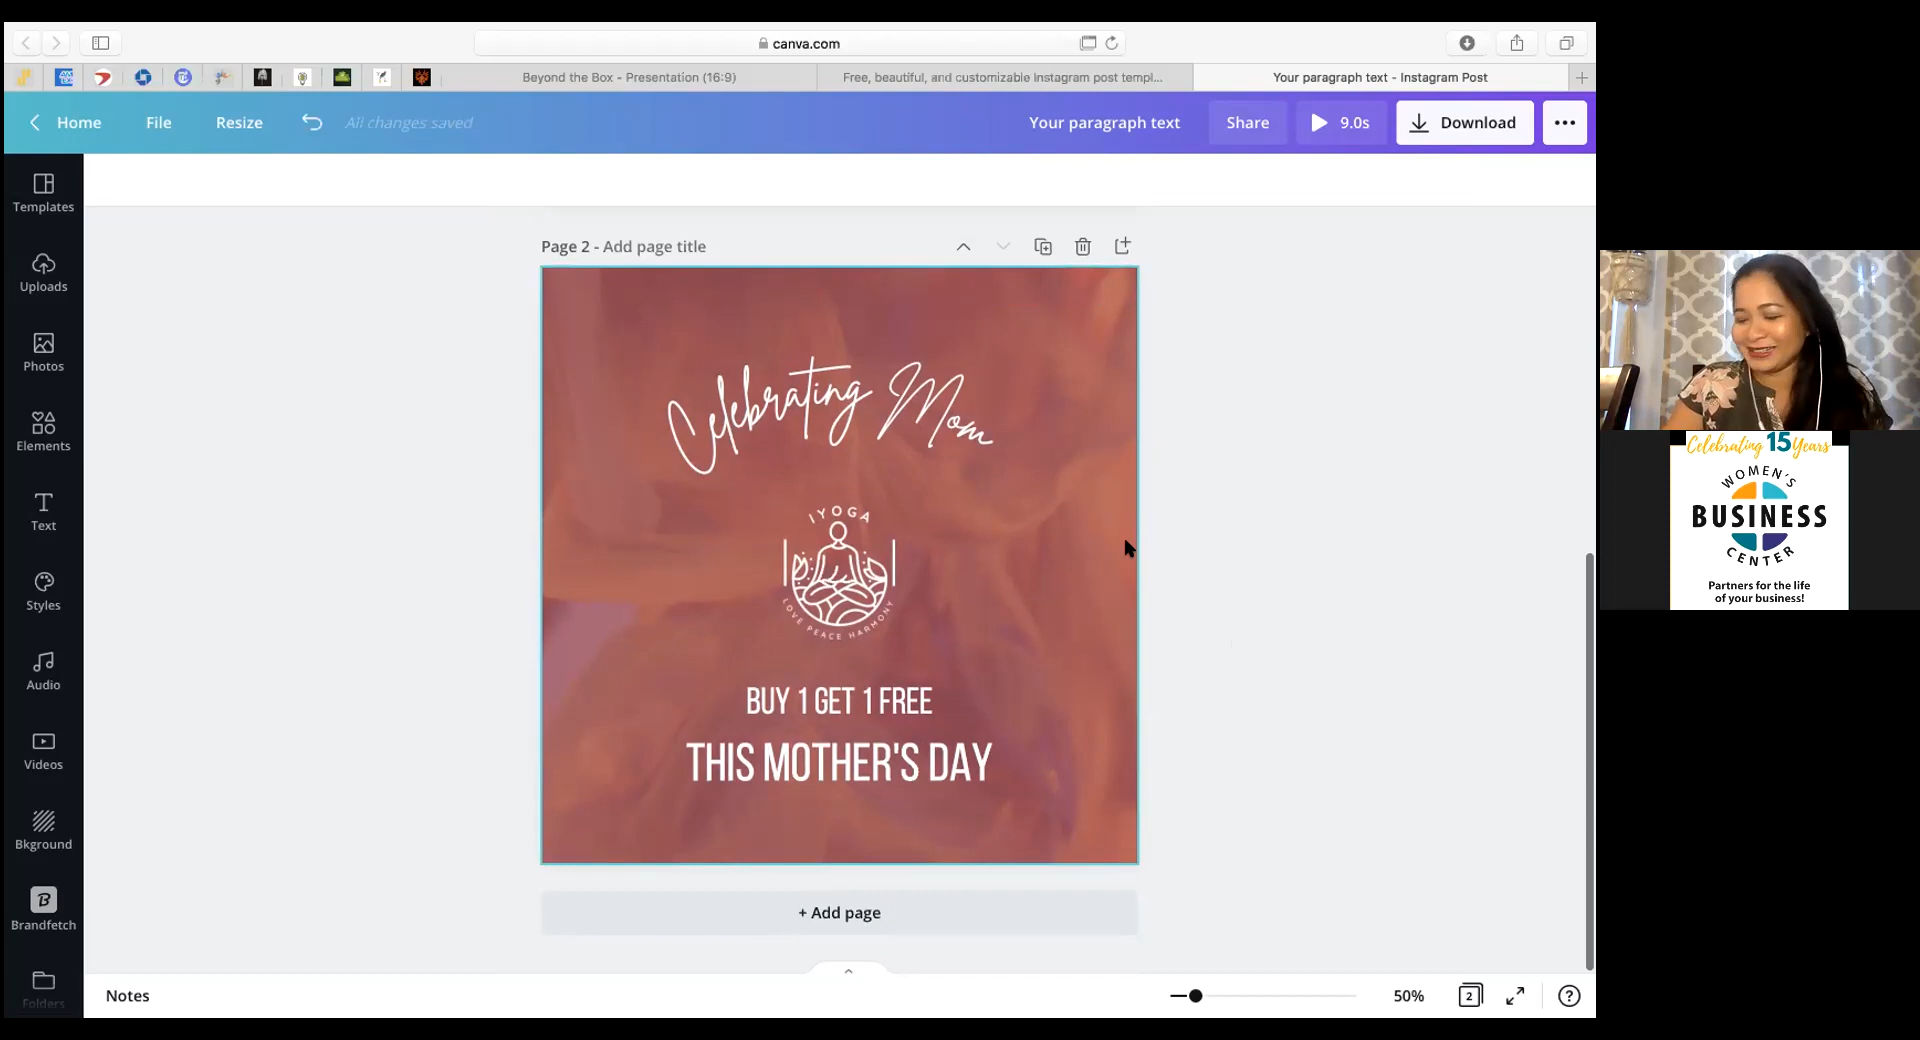 canva.com
Beyond the Box - Presentation (16:9)
Free, beautiful, and customizable Instagram post templ...
Your paragraph text - Instagram Post
Home
File
Resize
All changes saved
Your paragraph text
Share
9.0s
Download
Templates
Uploads
Photos
Elements
Text
Styles
Audio
Videos
Bkground
Brandfetch
Folders
Page 2 - Add page title
Celebrating Mom
IYOGA
LOVE PEACE HARMONY
BUY 1 GET 1 FREE
THIS MOTHER'S DAY
+ Add page
Notes
50%
2
Celebrating 15 Years
WOMEN'S
BUSINESS
CENTER
Partners for the life
of your business!